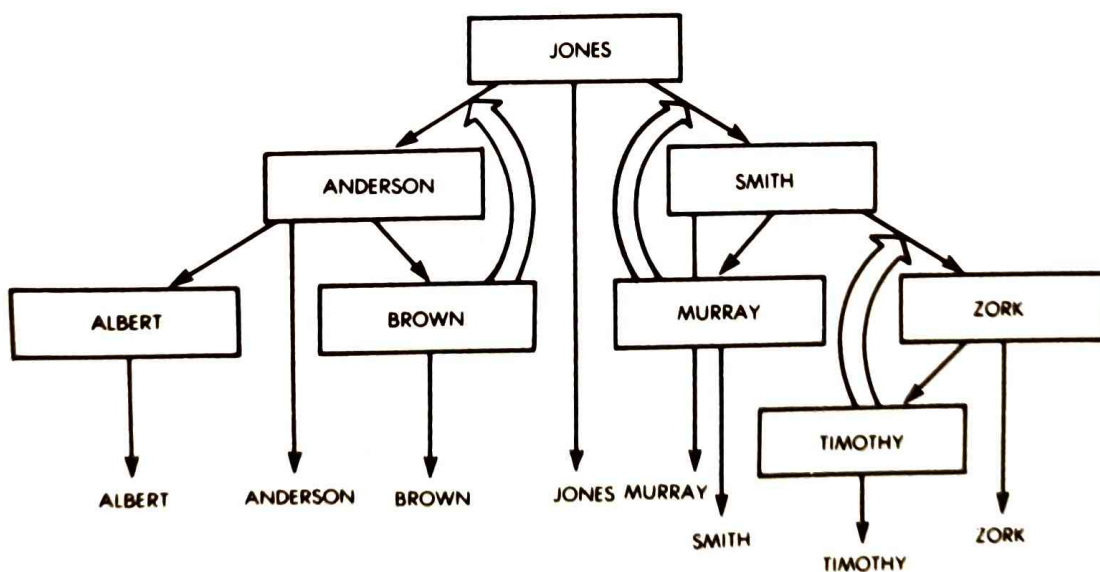 JONES
ANDERSON
SMITH
ALBERT
BROWN
MURRAY
ZORK
TIMOTHY
ALBERT
ANDERSON
BROWN
JONES
MURRAY
SMITH
TIMOTHY
ZORK